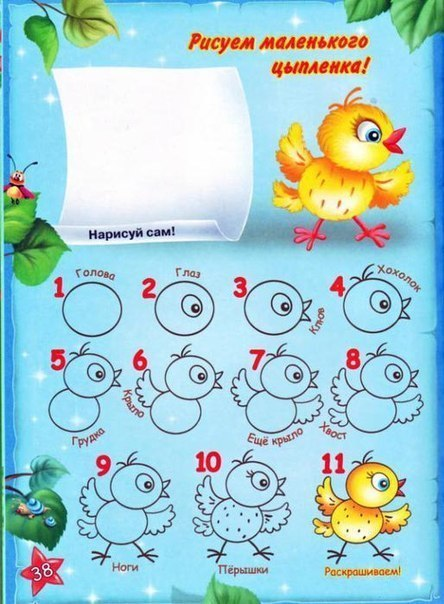 Рисуем маленького
цыпленка!
Нарисуй сам!
1 Голова
2 Глаз
3 Клюв
4 Хохолок
5 Грудка
6 Крыло
7 Ещё крыло
8 Хвост
9 Ноги
10 Пёрышки
11 Раскрашиваем!
38